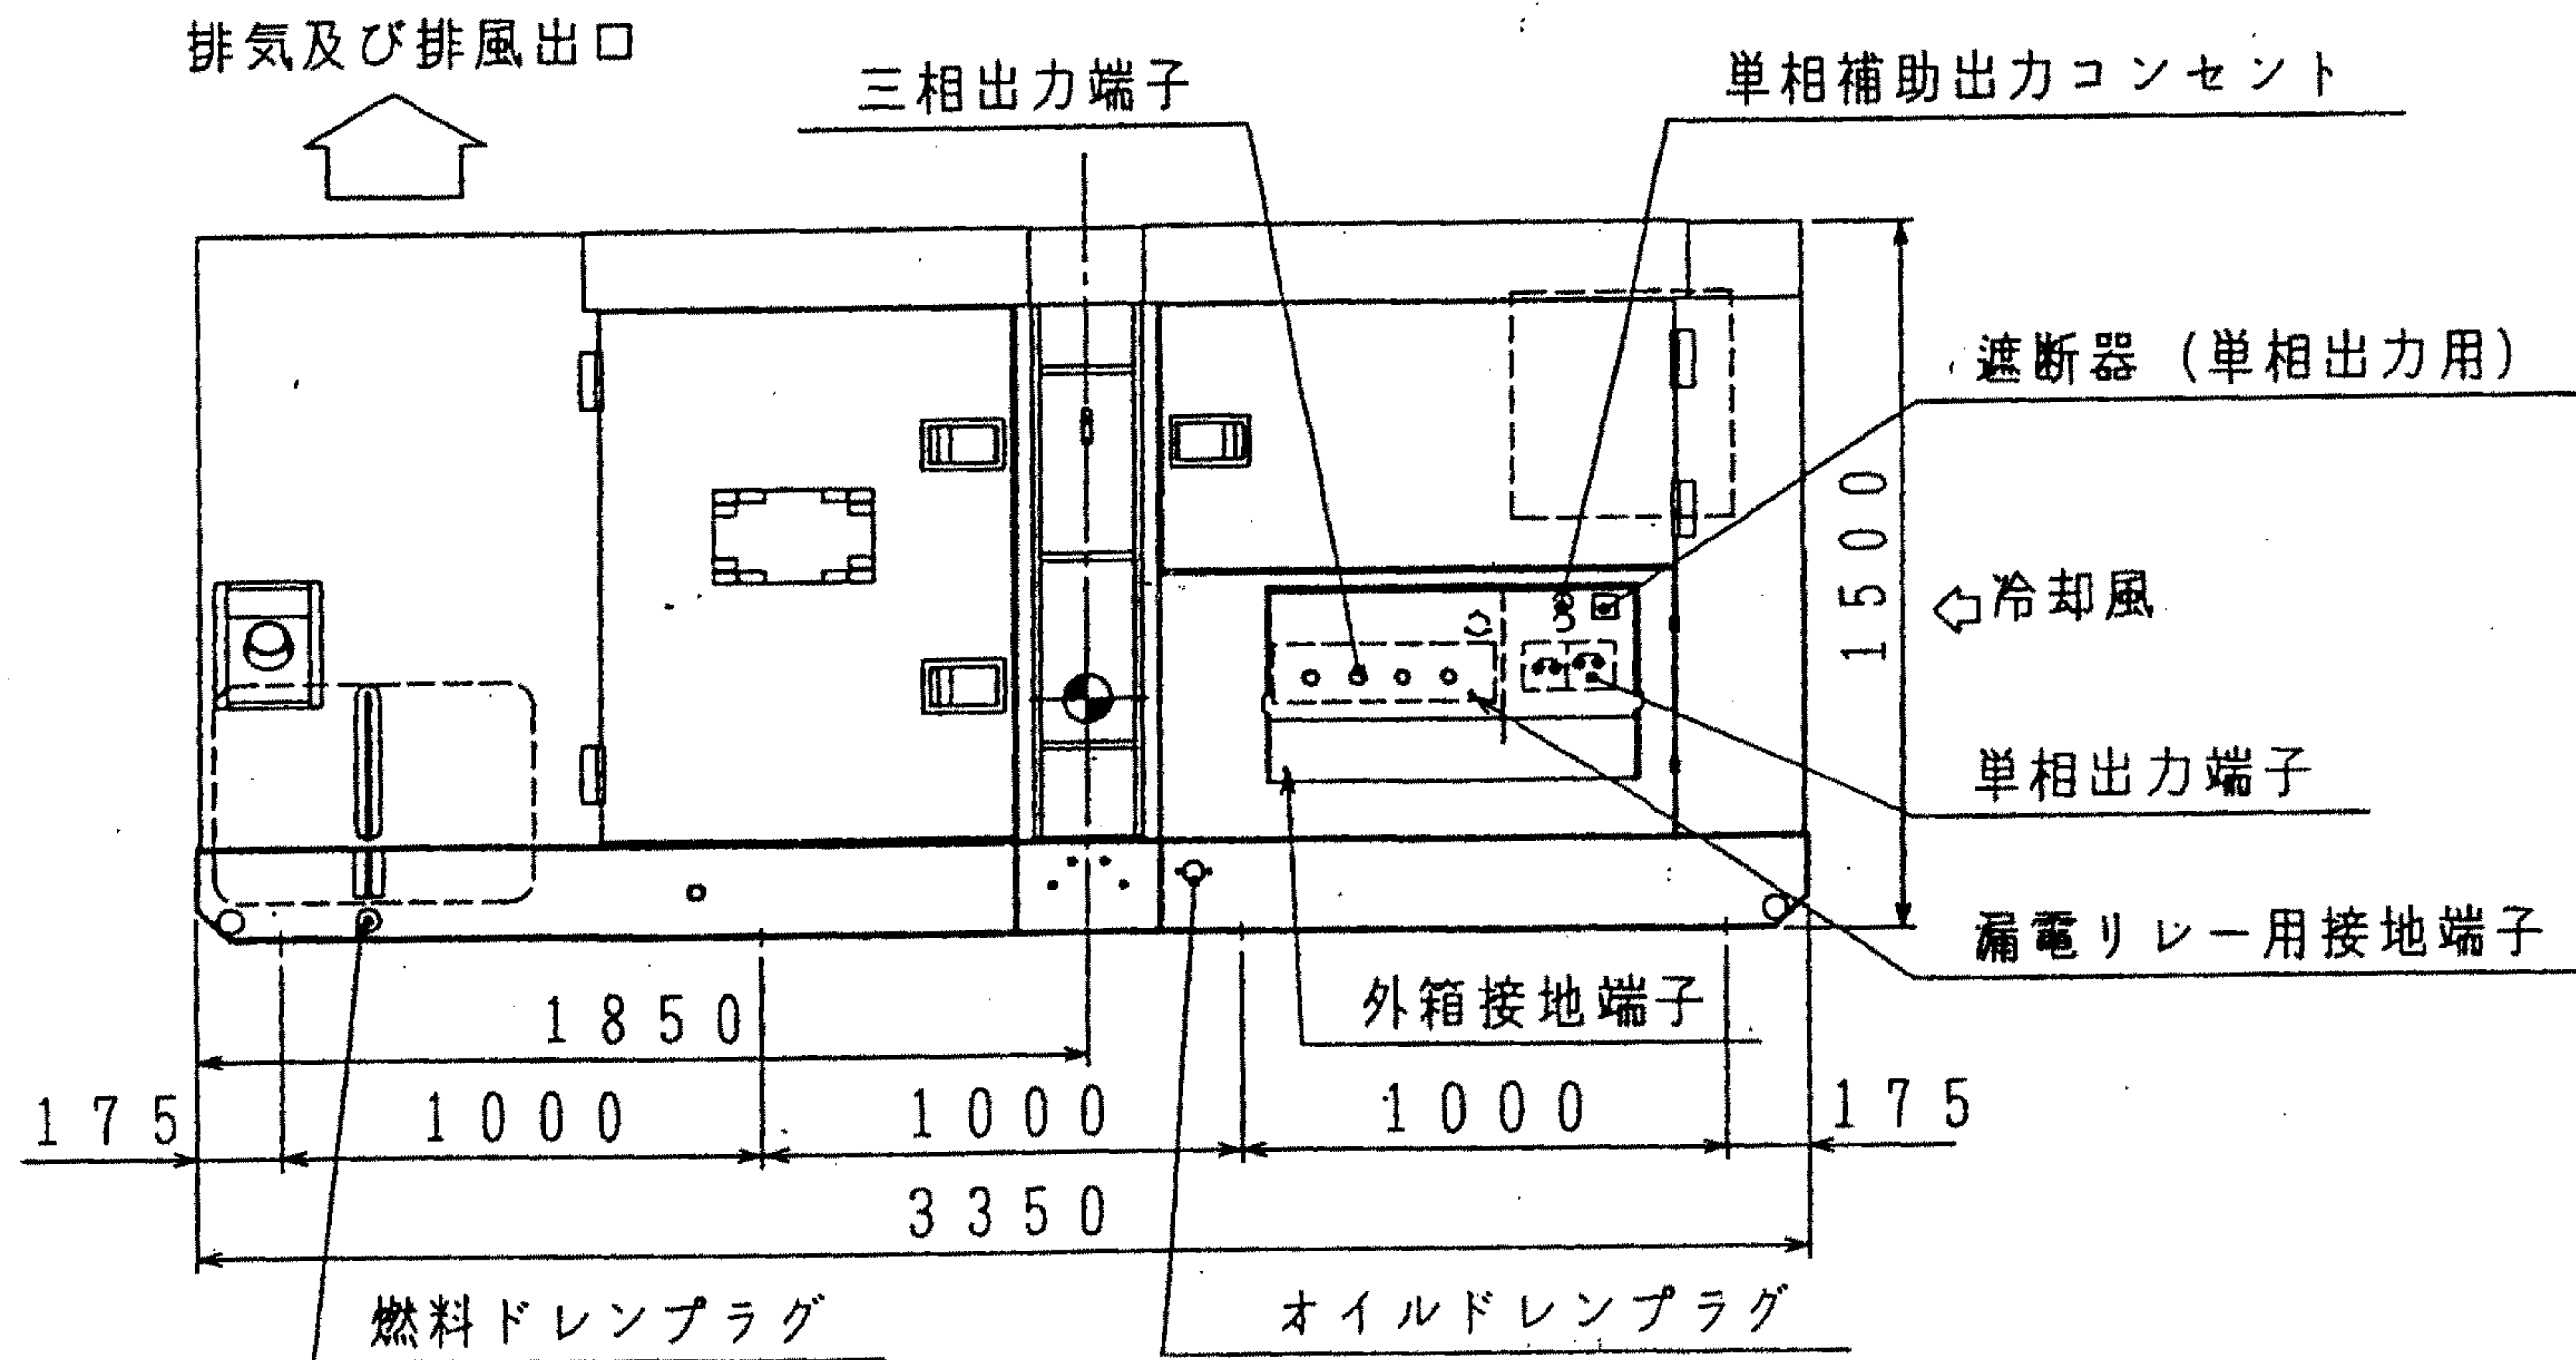 排気及び排風出口
三相出力端子
単相補助出力コンセント
遮断器（単相出力用）
1500
冷却風
単相出力端子
漏電リレー用接地端子
外箱接地端子
1850
175
1000
1000
1000
175
3350
燃料ドレンプラグ
オイルドレンプラグ